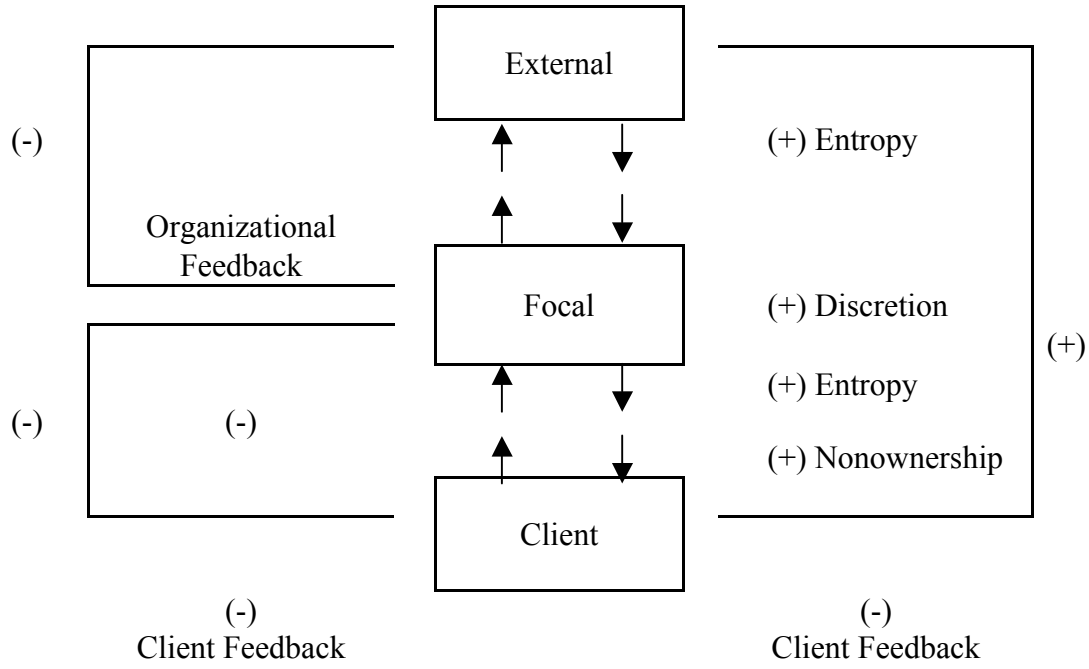 External
(-)
(+) Entropy
Organizational
Feedback
Focal
(+) Discretion
(+)
(+) Entropy
(-)
(-)
(+) Nonownership
Client
(-)
Client Feedback
(-)
Client Feedback